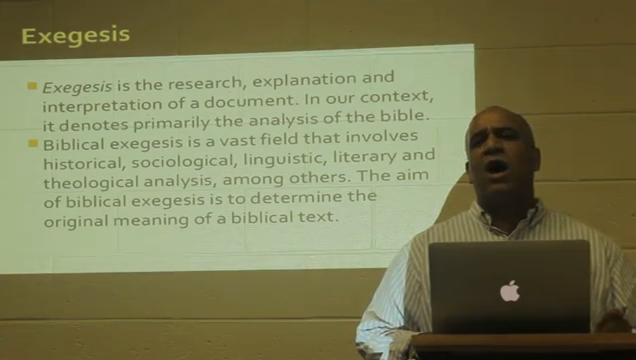 Exegesis
Exegesis is the research, explanation and
interpretation of a document. In our context,
it denotes primarily the analysis of the bible.
Biblical exegesis is a vast field that involves
historical, sociological, linguistic, literary and
theological analysis, among others. The aim
of biblical exegesis is to determine the
original meaning of a biblical text.